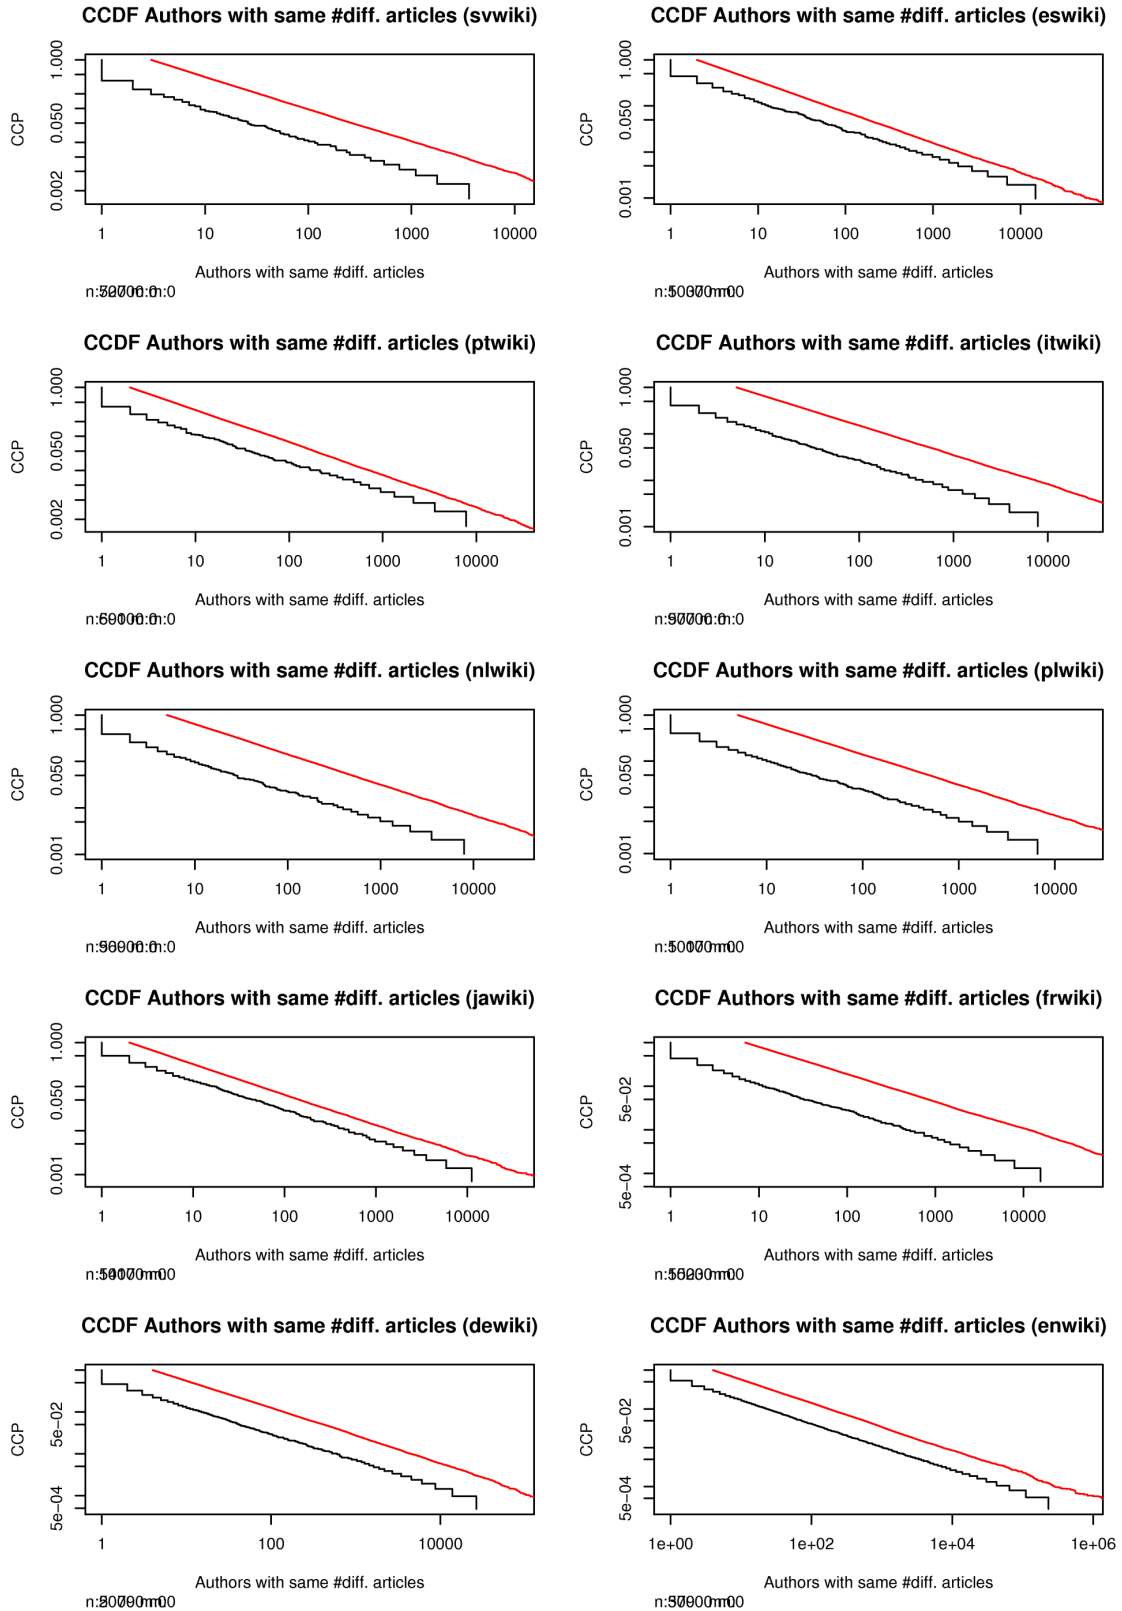 CCDF Authors with same #diff. articles (svwiki)
CCP
1.000
0.050
0.002
1 10 100 1000 10000
Authors with same #diff. articles
CCDF Authors with same #diff. articles (eswiki)
CCP
1.000
0.050
0.001
1 10 100 1000 10000
Authors with same #diff. articles
CCDF Authors with same #diff. articles (ptwiki)
CCP
1.000
0.050
0.002
1 10 100 1000 10000
Authors with same #diff. articles
CCDF Authors with same #diff. articles (itwiki)
CCP
1.000
0.050
0.001
1 10 100 1000 10000
Authors with same #diff. articles
CCDF Authors with same #diff. articles (nlwiki)
CCP
1.000
0.050
0.001
1 10 100 1000 10000
Authors with same #diff. articles
CCDF Authors with same #diff. articles (plwiki)
CCP
1.000
0.050
0.001
1 10 100 1000 10000
Authors with same #diff. articles
CCDF Authors with same #diff. articles (jawiki)
CCP
1.000
0.050
0.001
1 10 100 1000 10000
Authors with same #diff. articles
CCDF Authors with same #diff. articles (frwiki)
CCP
5e−02
5e−04
1 10 100 1000 10000
Authors with same #diff. articles
CCDF Authors with same #diff. articles (dewiki)
CCP
5e−02
5e−04
1 100 10000
Authors with same #diff. articles
CCDF Authors with same #diff. articles (enwiki)
CCP
5e−02
5e−04
1e+00 1e+02 1e+04 1e+06
Authors with same #diff. articles